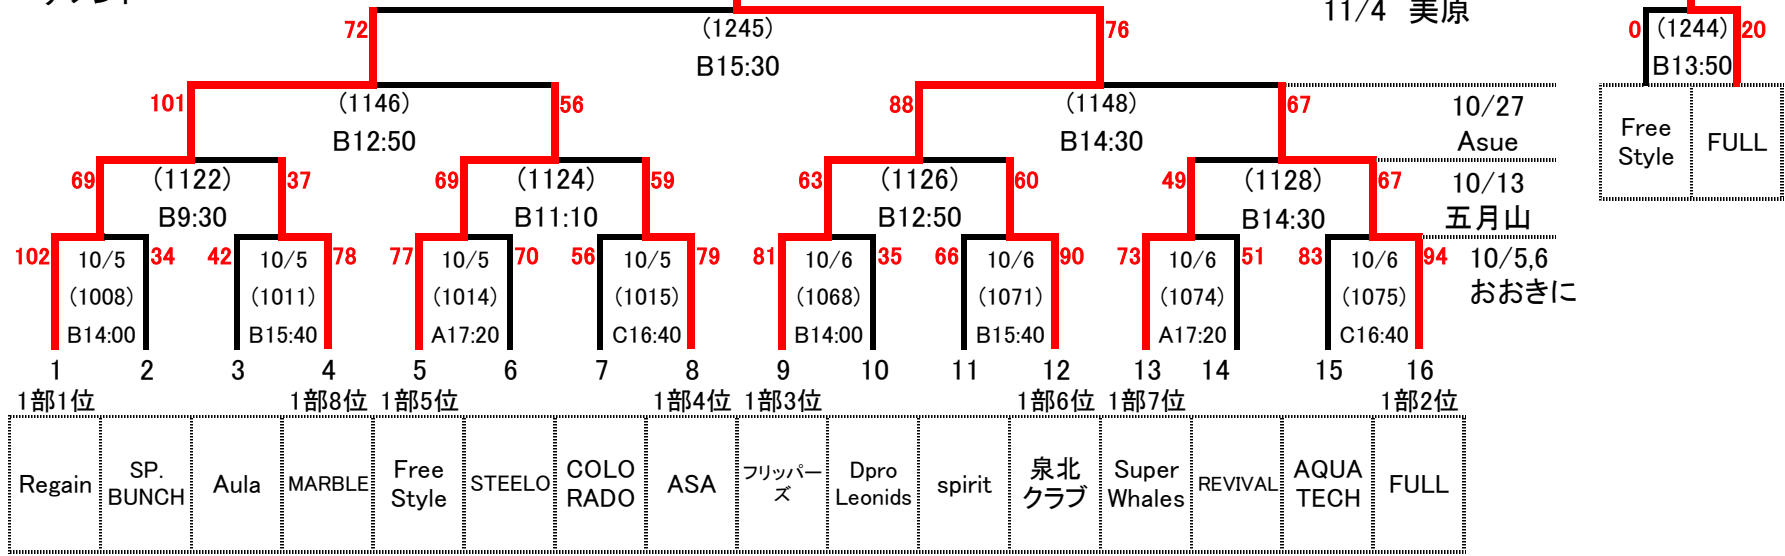 11/4 美原
72 (1245) 76
B15:30
0 (1244) 20
B13:50
101 (1146) 56 88 (1148) 67 10/27
B12:50 B14:30 Asue
Free Style FULL
69 (1122) 37 69 (1124) 59 63 (1126) 60 49 (1128) 67 10/13
B9:30 B11:10 B12:50 B14:30 五月山
102 10/5 34 42 10/5 78 77 10/5 70 56 10/5 79 81 10/6 35 66 10/6 90 73 10/6 51 83 10/6 94 10/5,6
(1008) (1011) (1014) (1015) (1068) (1071) (1074) (1075) おおきに
B14:00 B15:40 A17:20 C16:40 B14:00 B15:40 A17:20 C16:40
1 2 3 4 5 6 7 8 9 10 11 12 13 14 15 16
1部1位 1部8位 1部5位 1部4位 1部3位 1部6位 1部7位 1部2位
Regain
SP.
BUNCH
Aula
MARBLE
Free
Style
STEELO
COLO
RADO
ASA
フリッパー
ズ
Dpro
Leonids
spirit
泉北
クラブ
Super
Whales
REVIVAL
AQUA
TECH
FULL